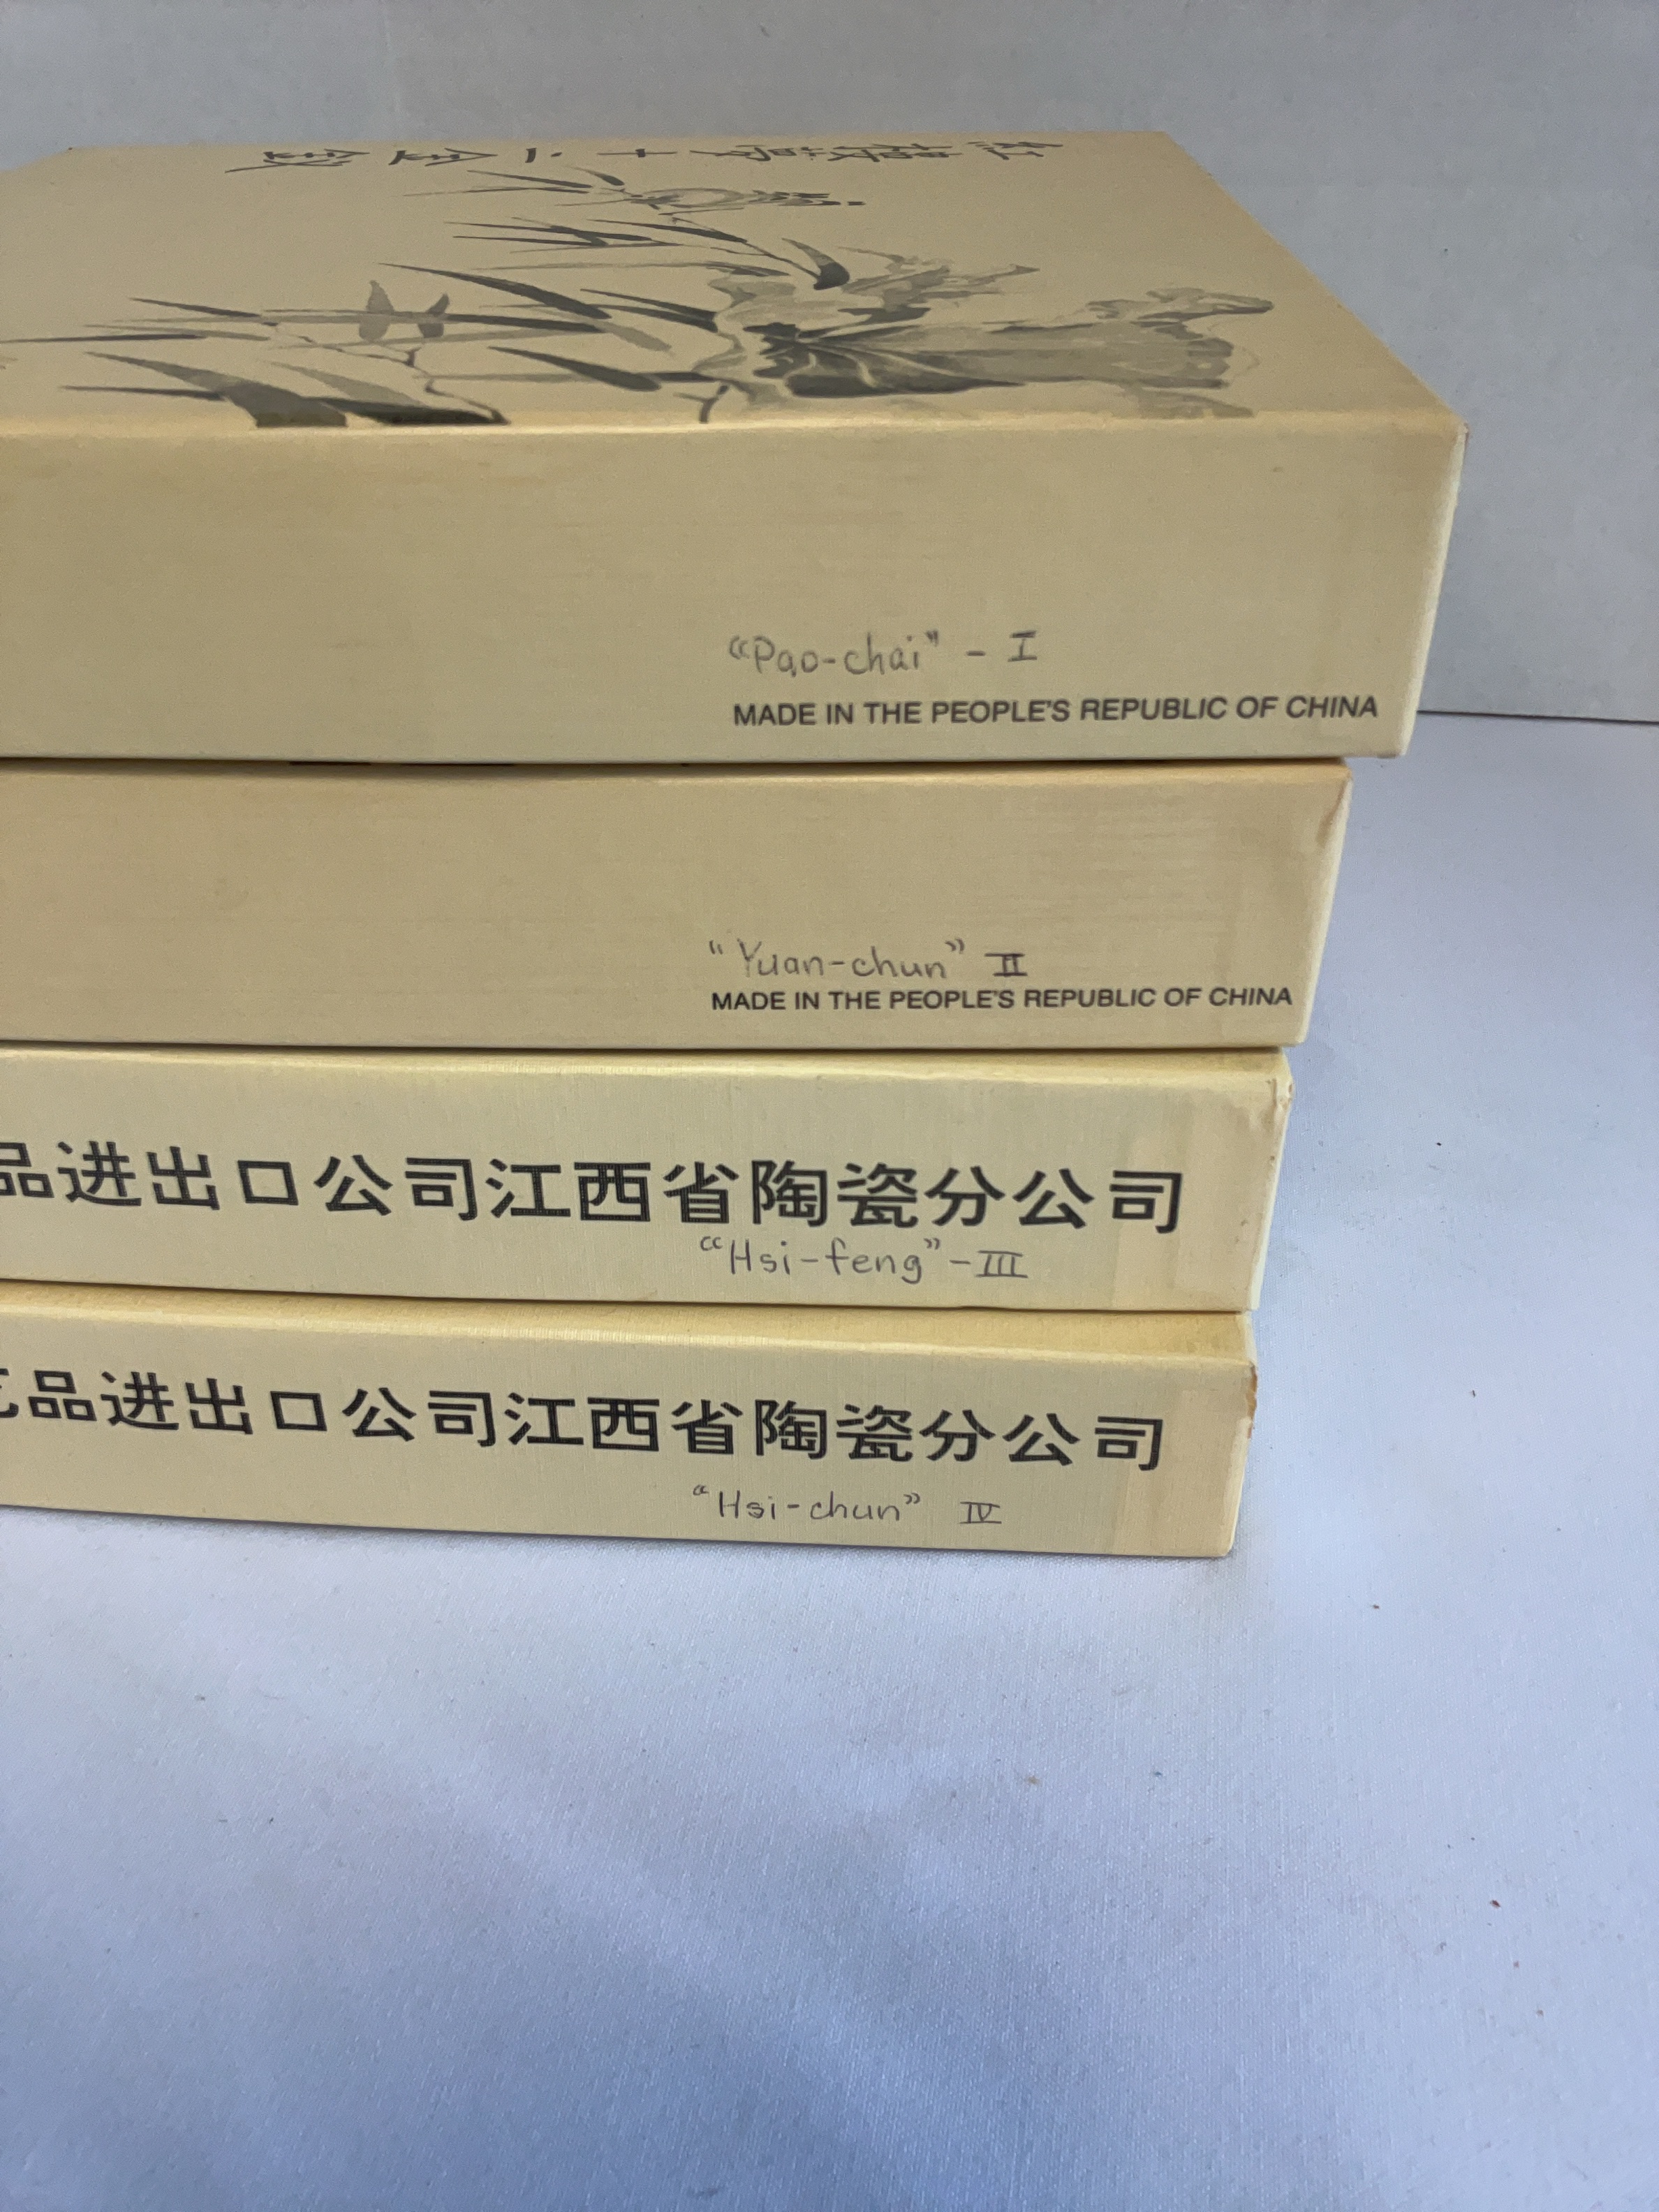 "Pao-chai" - I
MADE IN THE PEOPLE'S REPUBLIC OF CHINA
"Yuan-chun" II
MADE IN THE PEOPLE'S REPUBLIC OF CHINA
品进出口公司江西省陶瓷分公司
"Hsi-feng" - III
品进出口公司江西省陶瓷分公司
"Hsi-chun" IV